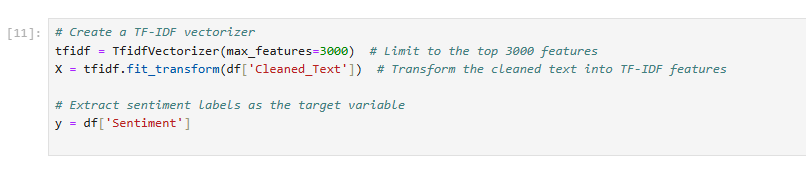 [11]:
# Create a TF-IDF vectorizer
tfidf = TfidfVectorizer(max_features=3000)  # Limit to the top 3000 features
X = tfidf.fit_transform(df['Cleaned_Text'])  # Transform the cleaned text into TF-IDF features
# Extract sentiment labels as the target variable
y = df['Sentiment']